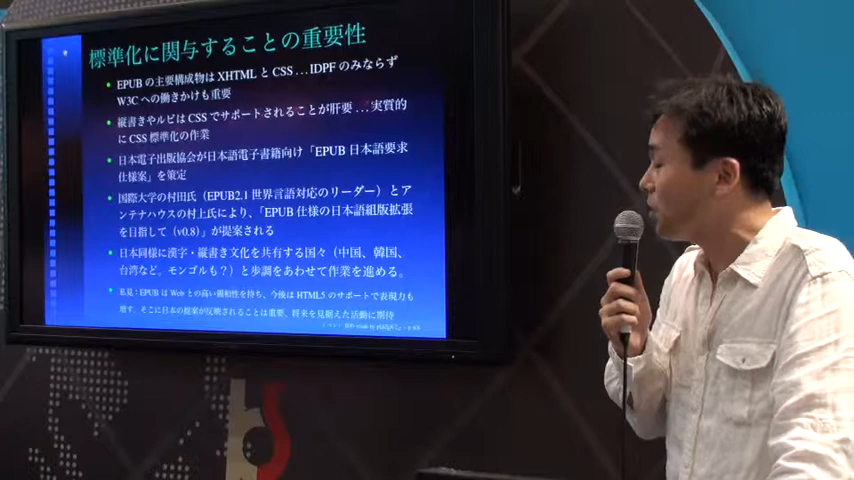 標準化に関与することの重要性
EPUBの主要構成物はXHTMLとCSS…IDPFのみならず
W3Cへの働きかけも重要
縦書きやルビはCSSでサポートされることが肝要…実質的
にCSS標準化の作業
日本電子出版協会が日本語電子書籍向け「EPUB日本語要求
仕様案」を策定
国際大学の村田氏（EPUB2.1世界言語対応のリーダー）とア
ンテナハウスの村上氏により、「EPUB仕様の日本語組版拡張
を目指して（v0.8）」が提案される
日本同様に漢字・縦書き文化を共有する国々（中国、韓国、
台湾など。モンゴルも？）と歩調をあわせて作業を進める。
私見：EPUBはWebとの高い親和性を持ち、今後はHTML5のサポートで表現力も
増す。そこに日本の提案が反映されることは重要、将来を見据えた活動に期待